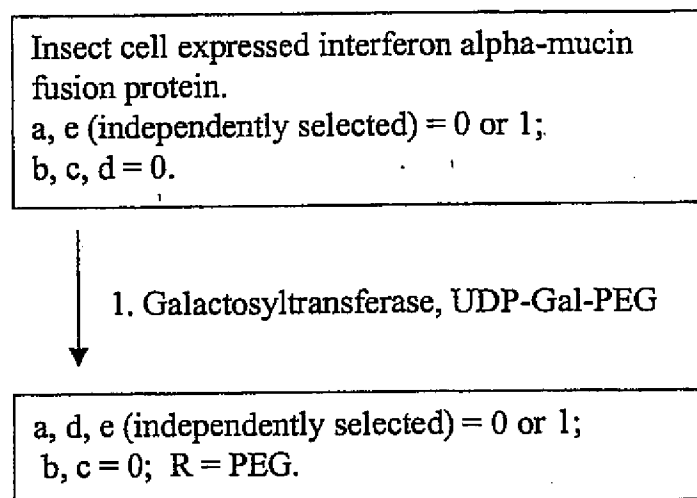 Insect cell expressed interferon alpha-mucin
fusion protein.
a, e (independently selected) = 0 or 1;
b, c, d = 0.
1. Galactosyltransferase, UDP-Gal-PEG
a, d, e (independently selected) = 0 or 1;
b, c = 0; R = PEG.